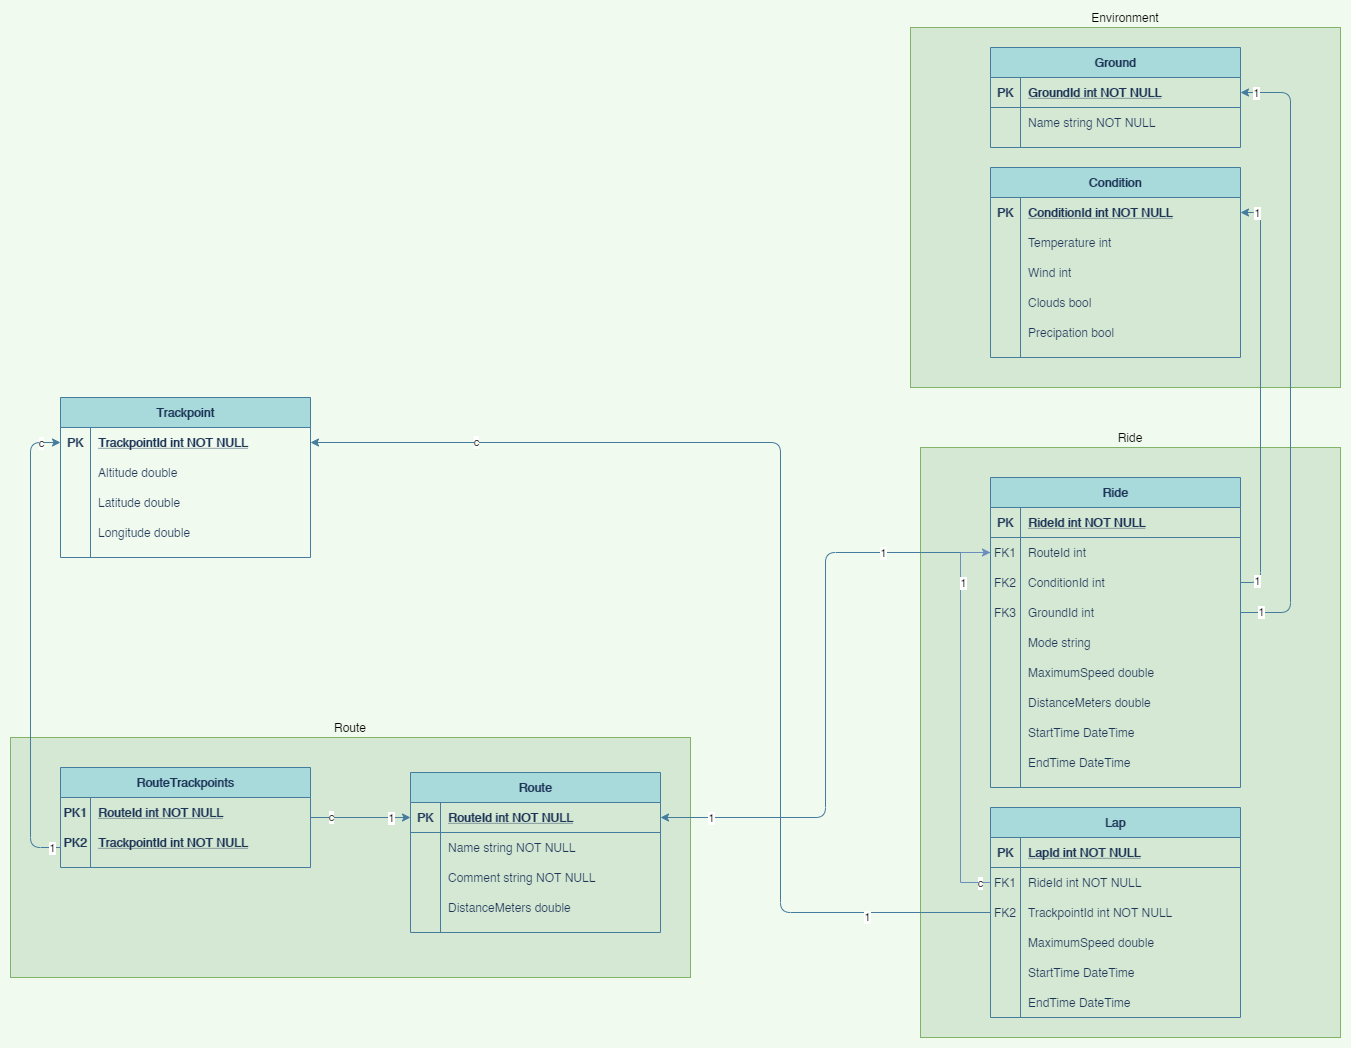 Environment
Ground
PK GroundId int NOT NULL 1
Name string NOT NULL
Condition
PK ConditionId int NOT NULL 1
Temperature int
Wind int
Clouds bool
Precipation bool
Trackpoint
c PK TrackpointId int NOT NULL c
Altitude double
Latitude double
Longitude double
Ride
Ride
PK RideId int NOT NULL
1 FK1 RouteId int
1 FK2 ConditionId int 1
FK3 GroundId int 1
Mode string
MaximumSpeed double
DistanceMeters double
StartTime DateTime
EndTime DateTime
Route
RouteTrackpoints
PK1 RouteId int NOT NULL c
1 PK2 TrackpointId int NOT NULL
Route
1 PK RouteId int NOT NULL 1
Name string NOT NULL
Comment string NOT NULL
DistanceMeters double
Lap
PK LapId int NOT NULL
c FK1 RideId int NOT NULL
1 FK2 TrackpointId int NOT NULL
MaximumSpeed double
StartTime DateTime
EndTime DateTime